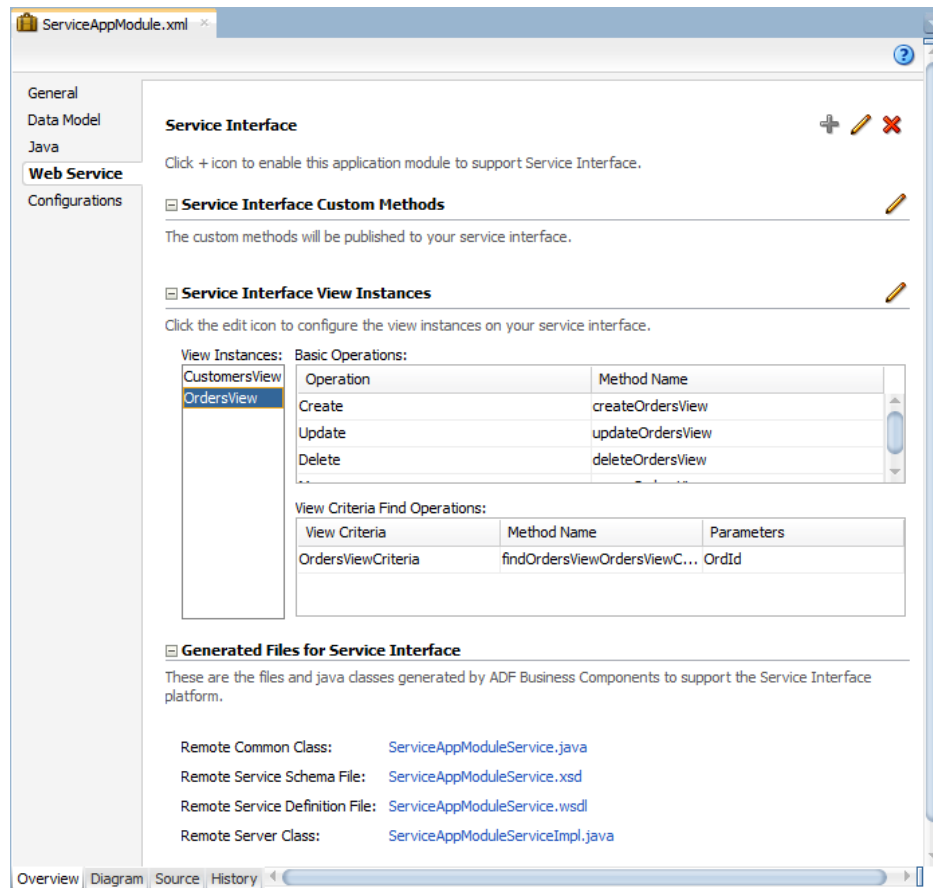 ServiceAppModule.xml
General
Data Model
Java
Web Service
Configurations
Service Interface
Click + icon to enable this application module to support Service Interface.
Service Interface Custom Methods
The custom methods will be published to your service interface.
Service Interface View Instances
Click the edit icon to configure the view instances on your service interface.
View Instances:
CustomersView
OrdersView
Basic Operations:
Operation Method Name
Create createOrdersView
Update updateOrdersView
Delete deleteOrdersView
View Criteria Find Operations:
View Criteria Method Name Parameters
OrdersViewCriteria findOrdersViewOrdersViewC... OrdId
Generated Files for Service Interface
These are the files and java classes generated by ADF Business Components to support the Service Interface
platform.
Remote Common Class: ServiceAppModuleService.java
Remote Service Schema File: ServiceAppModuleService.xsd
Remote Service Definition File: ServiceAppModuleService.wsdl
Remote Server Class: ServiceAppModuleServiceImpl.java
Overview Diagram Source History